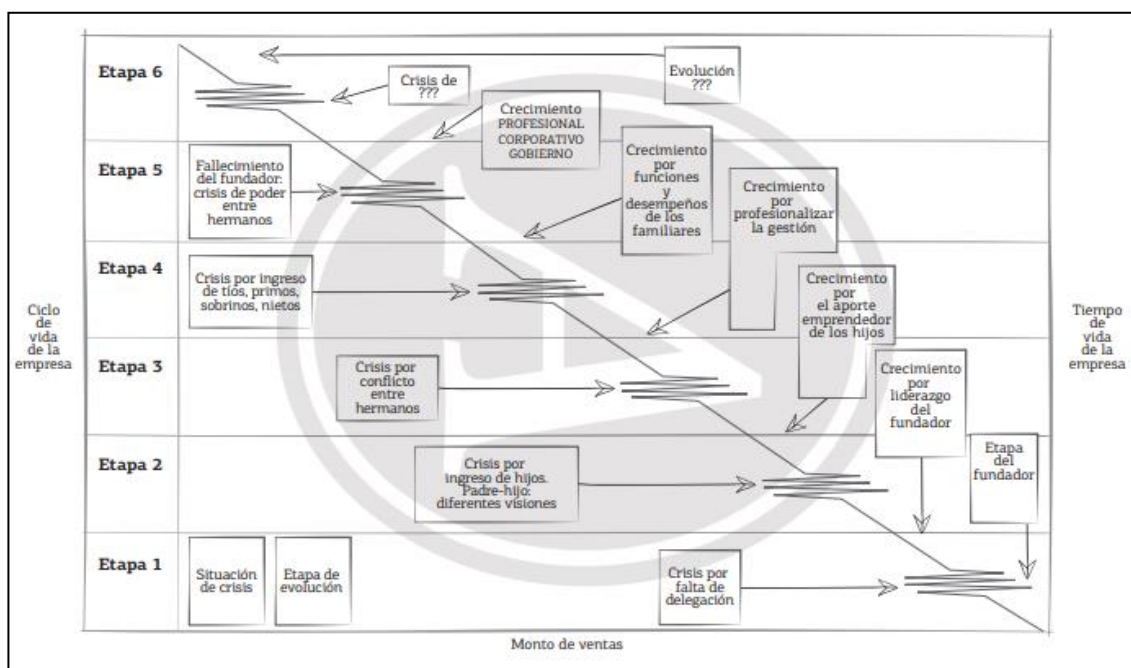 Etapa 6
Crisis de
???
Evolución
???
Crecimiento
PROFESIONAL
CORPORATIVO
GOBIERNO
Etapa 5
Fallecimiento
del fundador:
crisis de poder
entre
hermanos
Crecimiento
por
funciones
y
desempeños
de los
familiares
Crecimiento
por
profesionalizar
la gestión
Etapa 4
Crisis por ingreso
de tíos, primos,
sobrinos, nietos
Crecimiento
por
el aporte
emprendedor
de los hijos
Ciclo
de
vida
de la
empresa
Tiempo
de
vida
de la
empresa
Etapa 3
Crisis por
conflicto
entre
hermanos
Crecimiento
por
liderazgo
del
fundador
Etapa 2
Crisis por
ingreso de hijos.
Padre-hijo:
diferentes visiones
Etapa
del
fundador
Etapa 1
Situación
de crisis
Etapa de
evolución
Crisis por
falta de
delegación
Monto de ventas